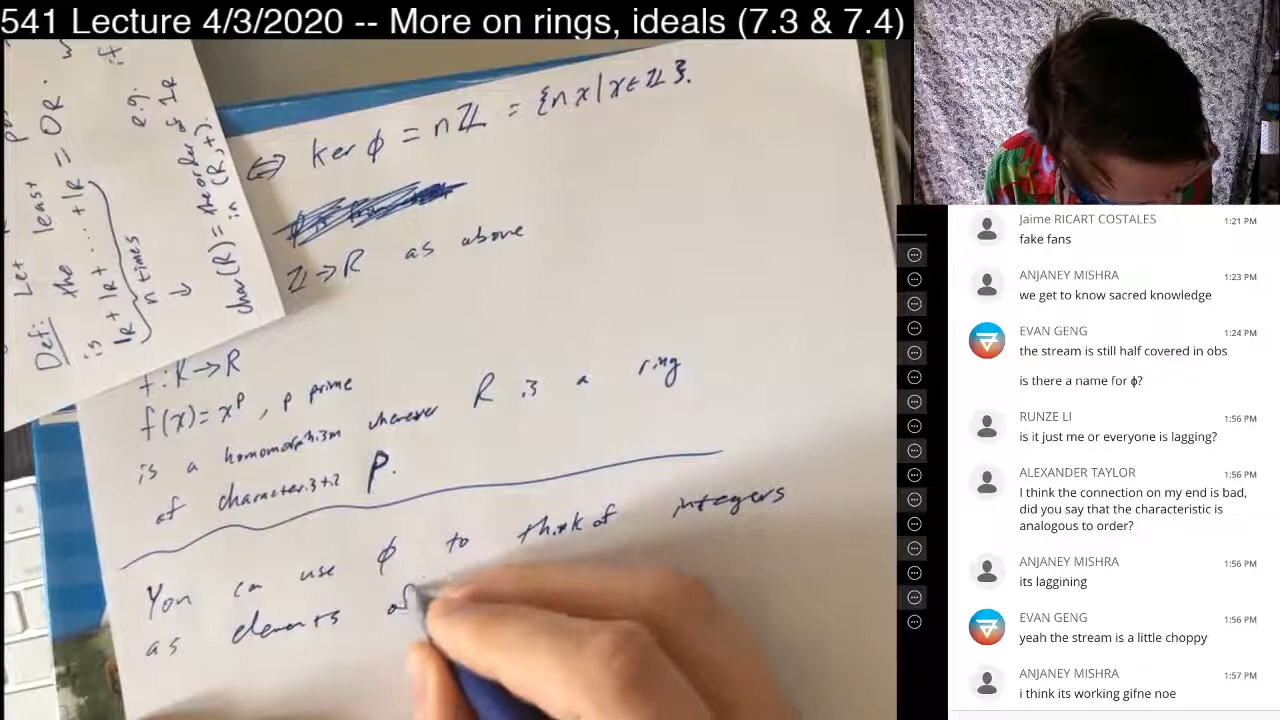 541 Lecture 4/3/2020 -- More on rings, ideals (7.3 & 7.4)
Let
Def: the least
is 1R + 1R + ... + 1R = 0R.
n times
↓
e.g.
char(R) = the order of 1R
in (R, +).
⇔ ker ϕ = nℤ = {nx | x ∈ ℤ}.
ℤ → R as above
f: R → R
f(x) = x^p, p prime
is a homomorphism whenever R is a ring
of characteristic p.
You can use ϕ to think of integers
as elements of
Jaime RICART COSTALES 1:21 PM
fake fans
ANJANEY MISHRA 1:23 PM
we get to know sacred knowledge
EVAN GENG 1:24 PM
the stream is still half covered in obs
is there a name for ϕ?
RUNZE LI 1:56 PM
is it just me or everyone is lagging?
ALEXANDER TAYLOR 1:56 PM
I think the connection on my end is bad,
did you say that the characteristic is
analogous to order?
ANJANEY MISHRA 1:56 PM
its laggining
EVAN GENG 1:56 PM
yeah the stream is a little choppy
ANJANEY MISHRA 1:57 PM
i think its working gifne noe